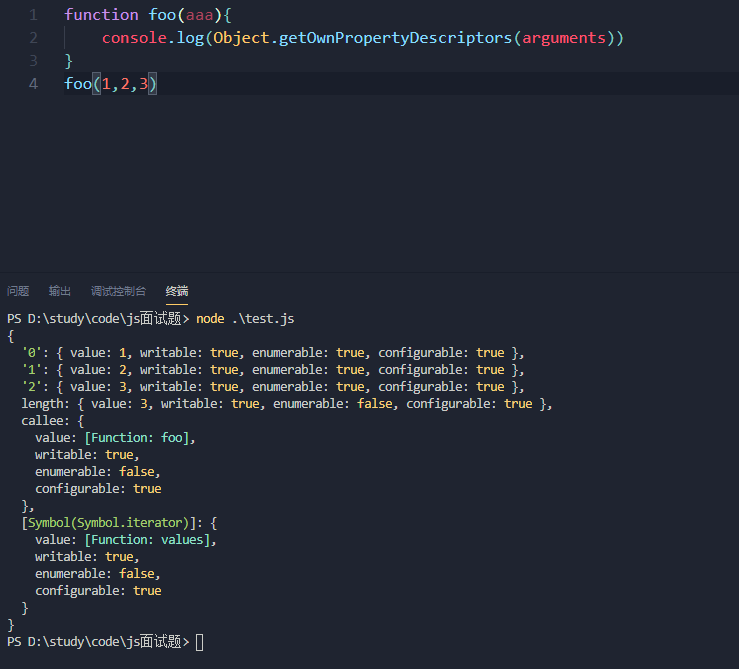 1 function foo(aaa){
2 console.log(Object.getOwnPropertyDescriptors(arguments))
3 }
4 foo(1,2,3)
问题 输出 调试控制台 终端
PS D:\study\code\js面试题> node .\test.js
{
'0': { value: 1, writable: true, enumerable: true, configurable: true },
'1': { value: 2, writable: true, enumerable: true, configurable: true },
'2': { value: 3, writable: true, enumerable: true, configurable: true },
length: { value: 3, writable: true, enumerable: false, configurable: true },
callee: {
value: [Function: foo],
writable: true,
enumerable: false,
configurable: true
},
[Symbol(Symbol.iterator)]: {
value: [Function: values],
writable: true,
enumerable: false,
configurable: true
}
}
PS D:\study\code\js面试题>